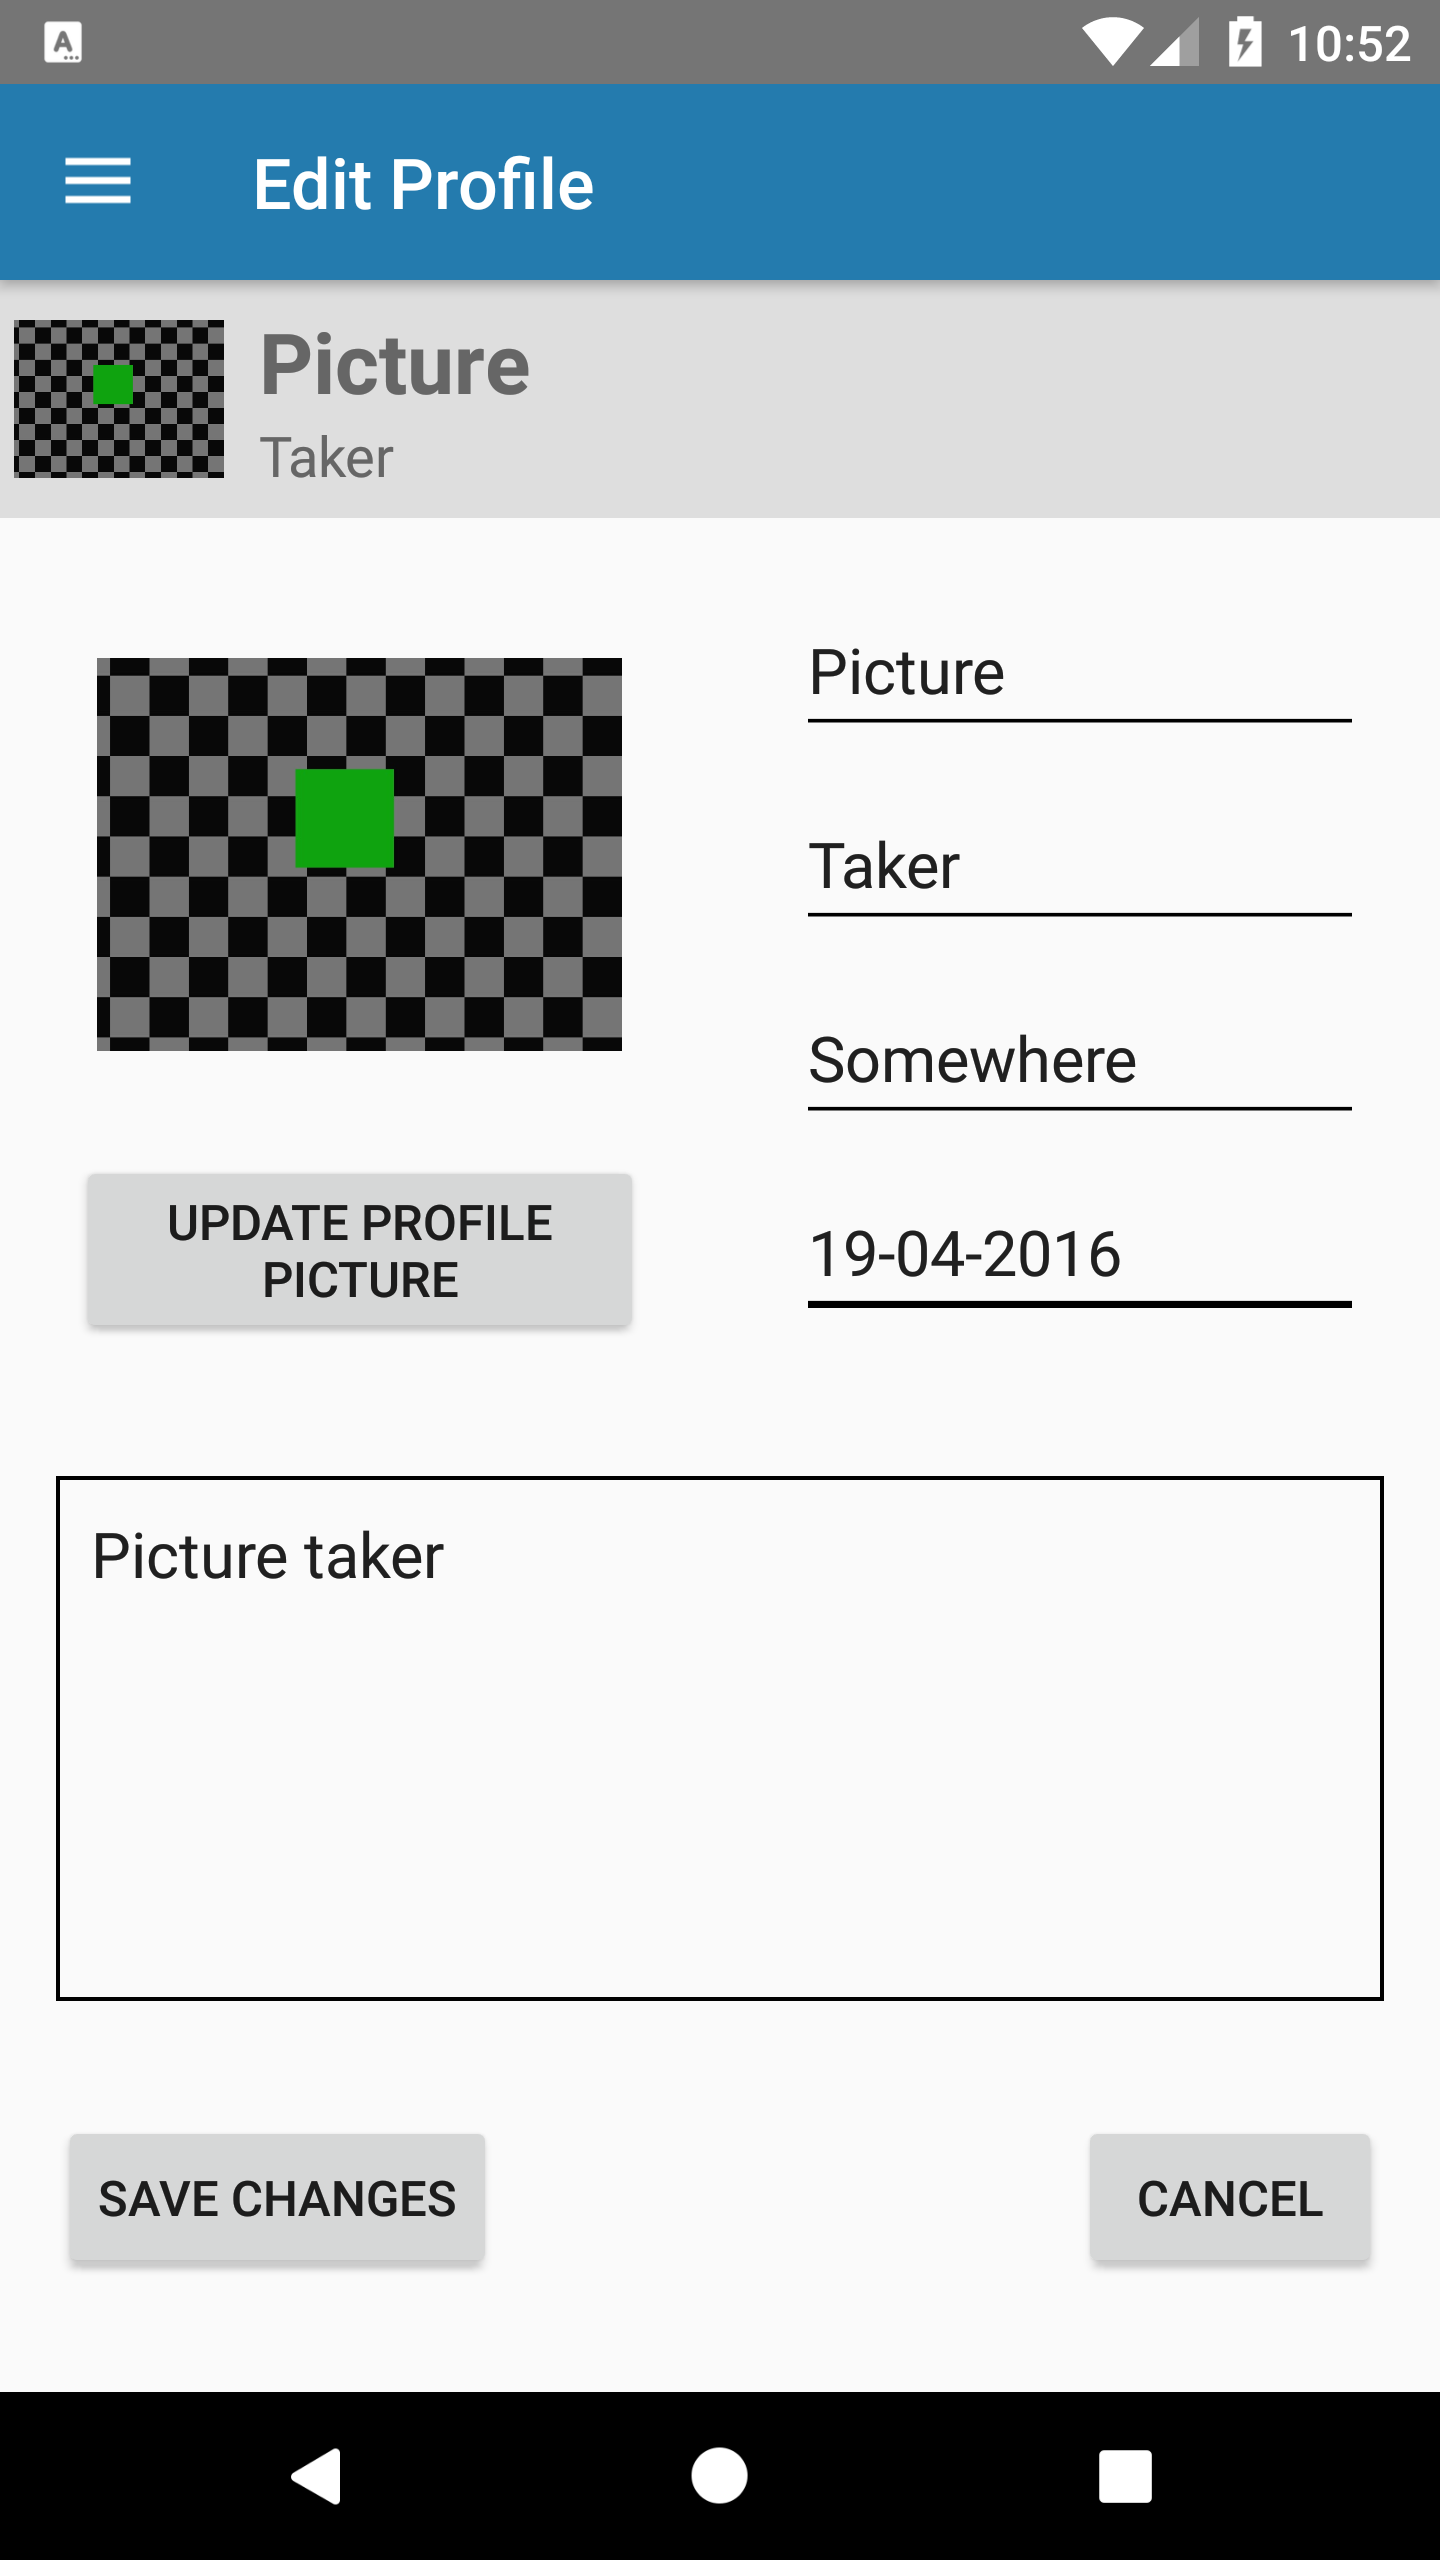 10:52
Edit Profile
Picture
Taker
Picture
Taker
Somewhere
19-04-2016
UPDATE PROFILE
PICTURE
Picture taker
SAVE CHANGES
CANCEL